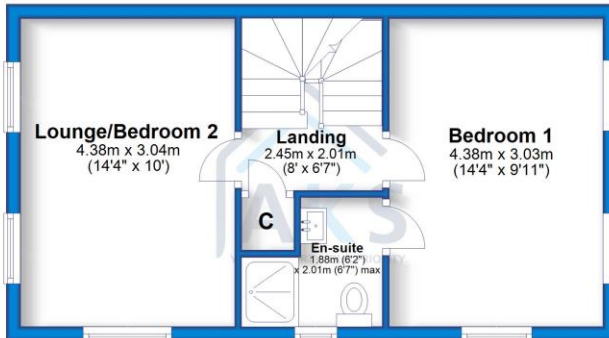 Lounge/Bedroom 2
4.38m x 3.04m
(14'4" x 10')
Landing
2.45m x 2.01m
(8' x 6'7")
Bedroom 1
4.38m x 3.03m
(14'4" x 9'11")
C
En-suite
1.88m (6'2")
x 2.01m (6'7") max
AKS